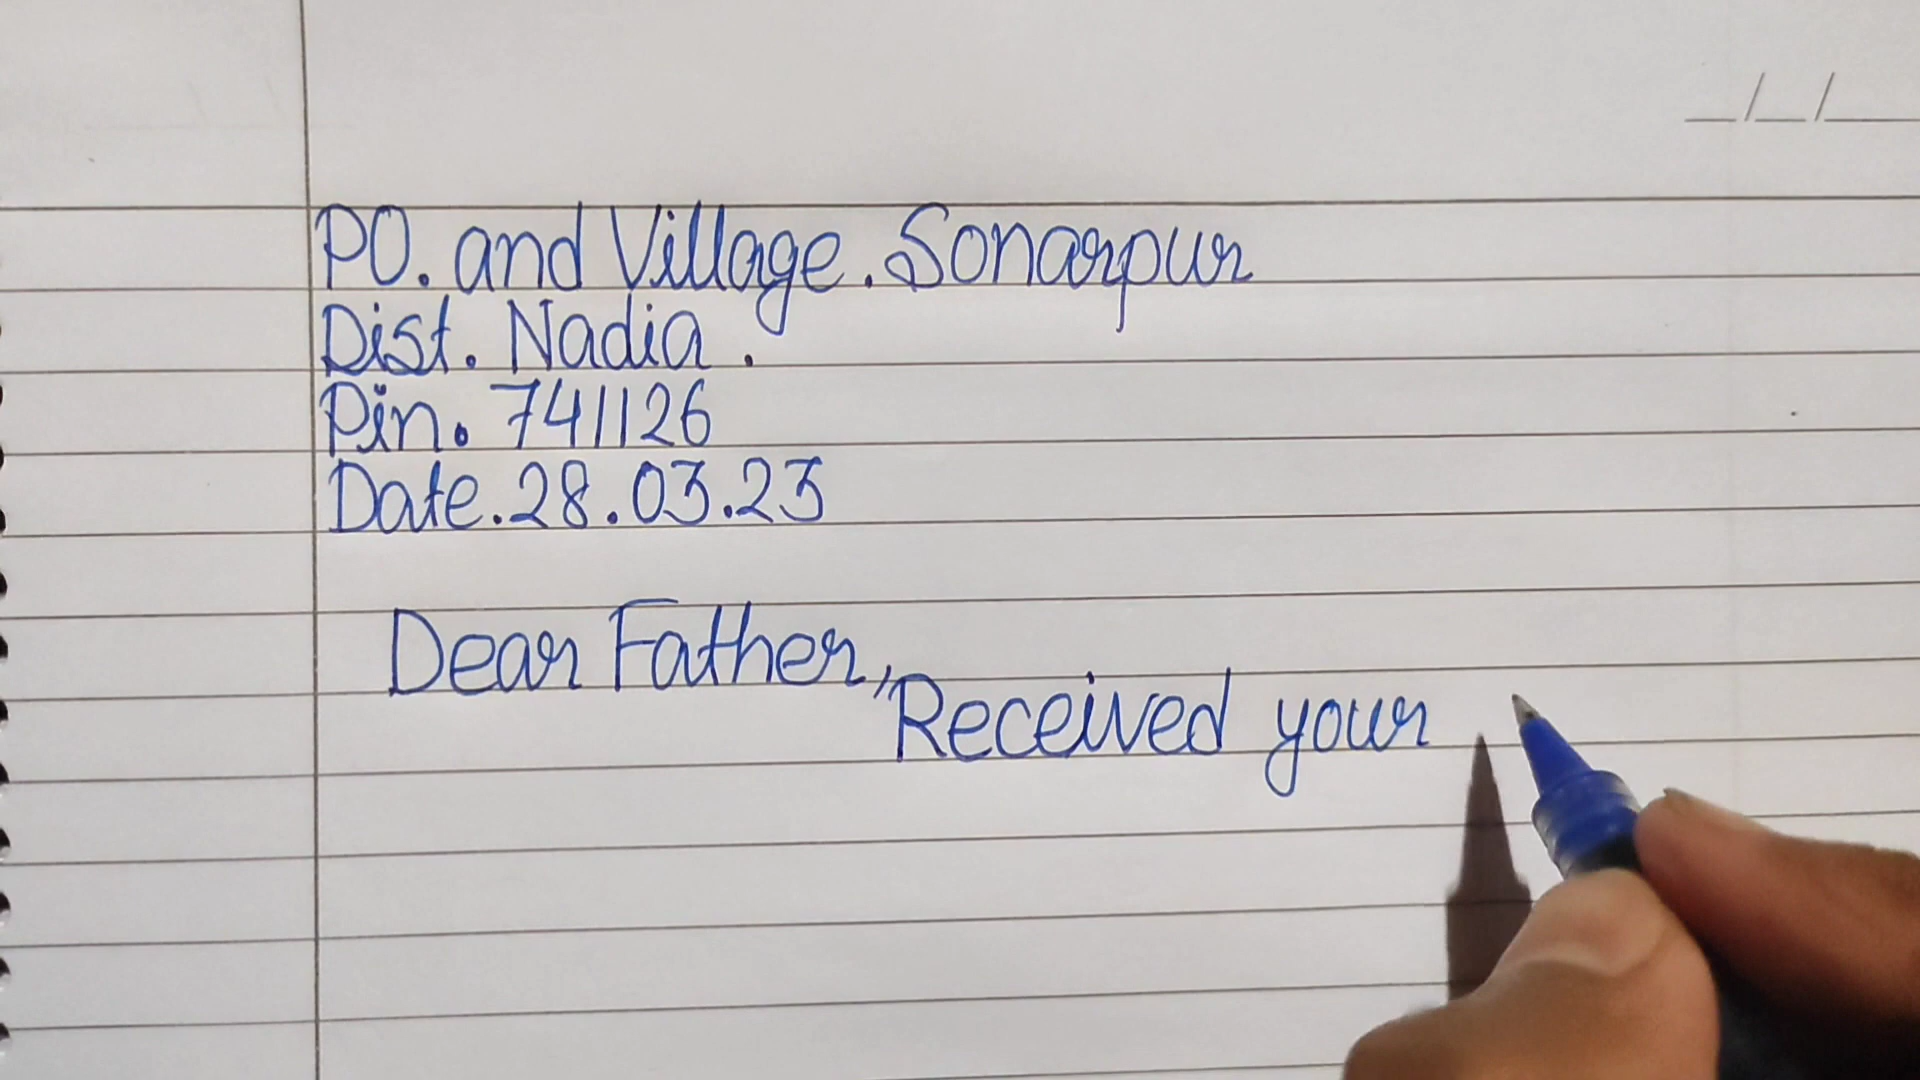 PO. and Village. Sonarpur
Dist. Nadia.
Pin. 741126
Date. 28.03.23
Dear Father,
Received your